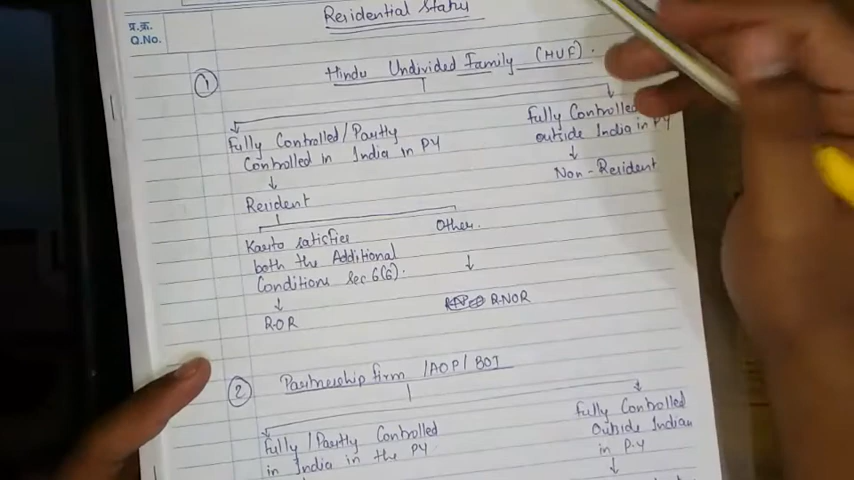 प्र.क्र.
Q.No.
Residential Status
1
Hindu Undivided Family (HUF).
Fully Controlled/Partly
Controlled in India in PY
Fully Controlled
outside India in PY
Resident
Non-Resident
Karta satisfies
both the Additional
Conditions sec 6(6).
Other.
ROR
RNOR
2
Partnership firm /AOP/ BOI
Fully /Partly Controlled
in India in the PY
fully Controlled
Outside Indian
in P.Y